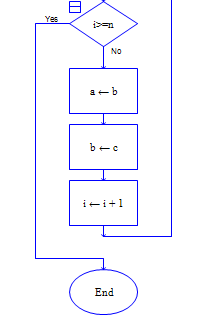 i>=n
Yes
No
a ← b
b ← c
i ← i + 1
End